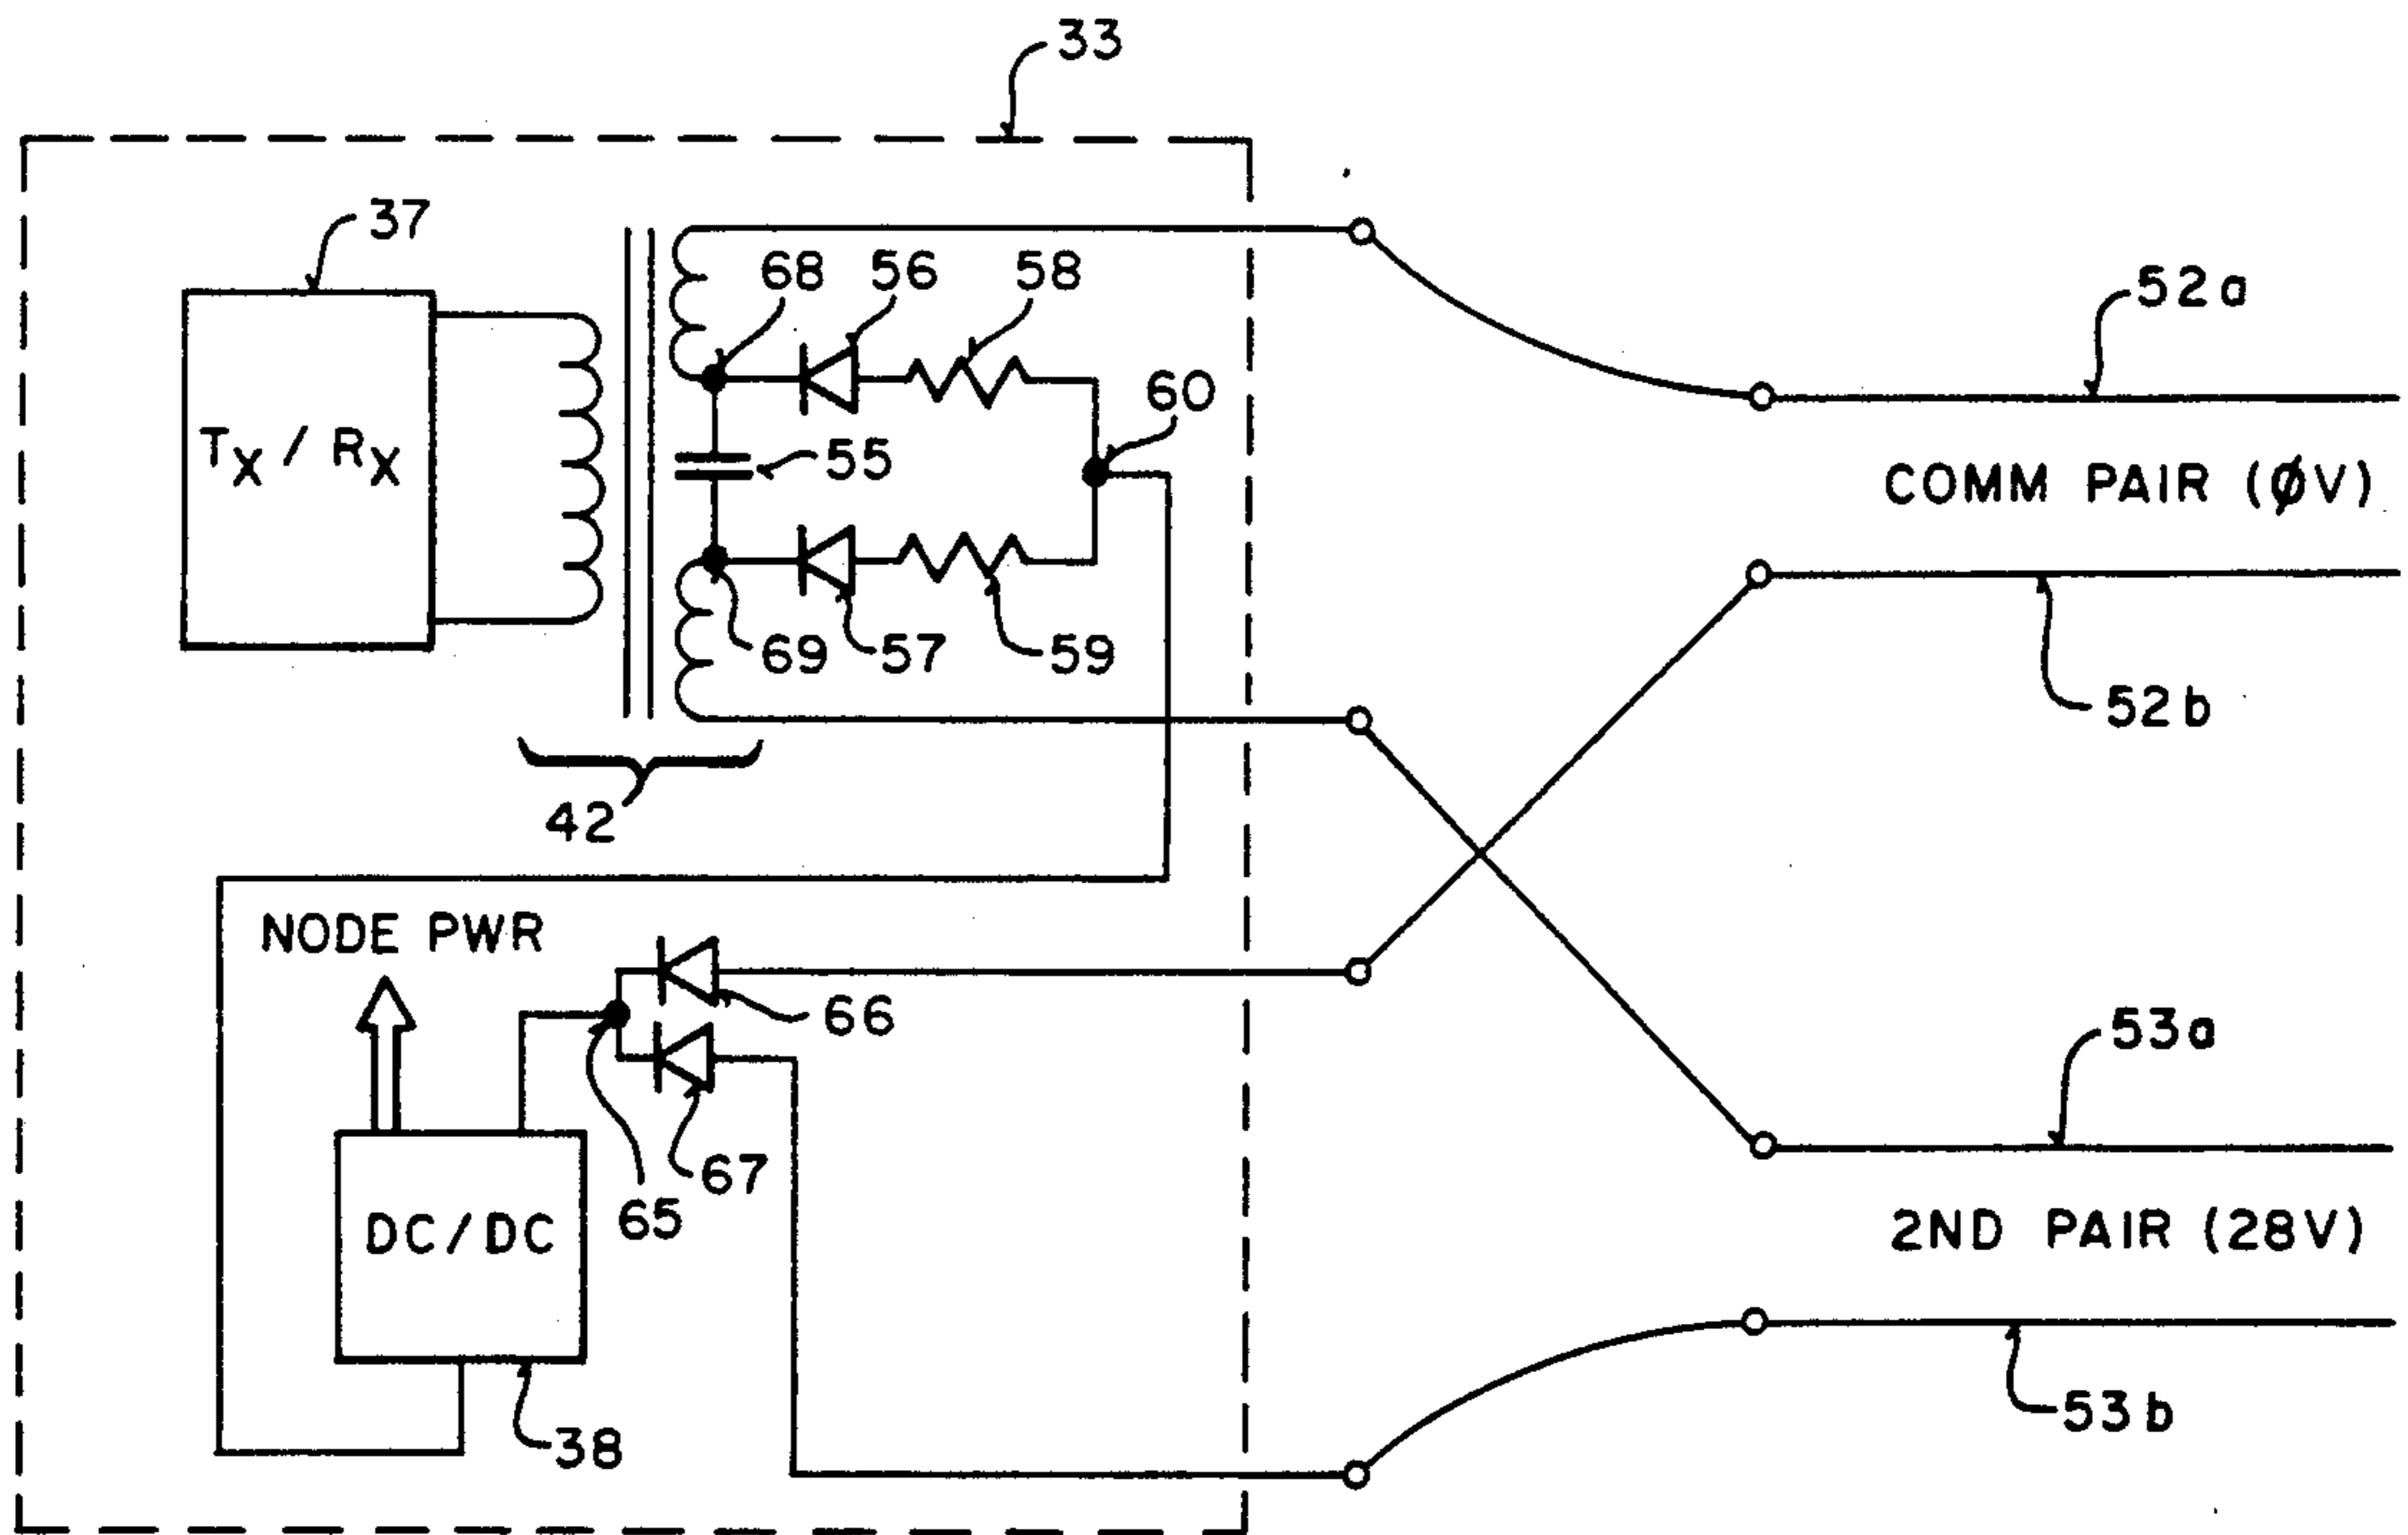 33
37
68
56
58
52a
60
Tx / Rx
55
COMM PAIR (ØV)
69
57
59
52b
42
NODE PWR
66
53a
67
65
DC/DC
2ND PAIR (28V)
53b
38